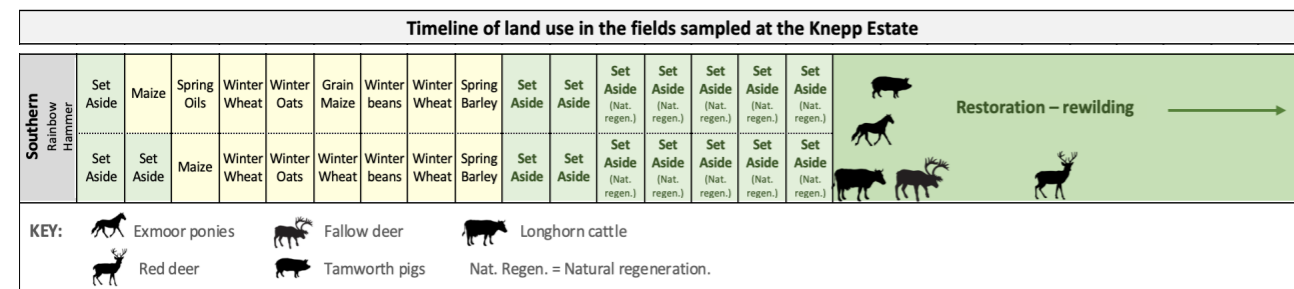 Timeline of land use in the fields sampled at the Knepp Estate
Southern
Rainbow
Hammer
Set Aside
Maize
Spring Oils
Winter Wheat
Winter Oats
Grain Maize
Winter beans
Winter Wheat
Spring Barley
Set Aside
Set Aside
Set Aside (Nat. regen.)
Set Aside (Nat. regen.)
Set Aside (Nat. regen.)
Set Aside (Nat. regen.)
Set Aside (Nat. regen.)
Restoration – rewilding
Set Aside
Set Aside
Maize
Winter Wheat
Winter Oats
Winter Wheat
Winter beans
Winter Wheat
Spring Barley
Set Aside
Set Aside
Set Aside (Nat. regen.)
Set Aside (Nat. regen.)
Set Aside (Nat. regen.)
Set Aside (Nat. regen.)
Set Aside (Nat. regen.)
KEY:
Exmoor ponies
Fallow deer
Longhorn cattle
Red deer
Tamworth pigs
Nat. Regen. = Natural regeneration.